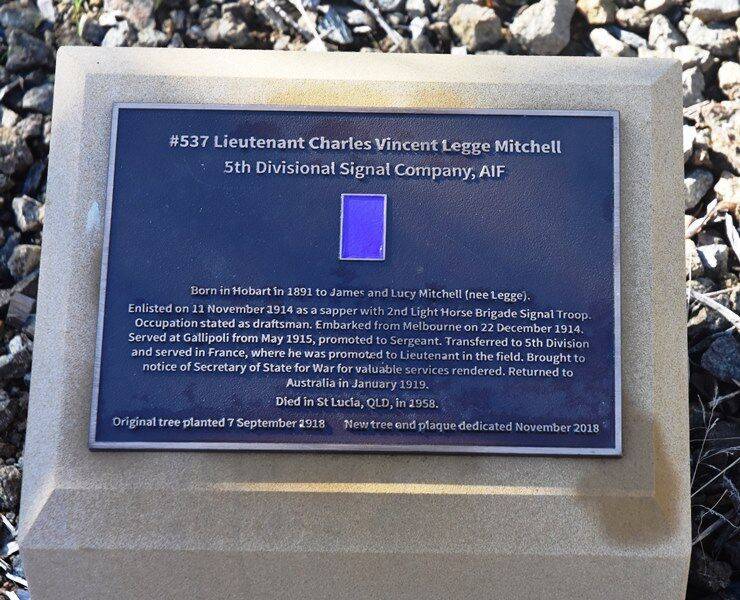 #537 Lieutenant Charles Vincent Legge Mitchell
5th Divisional Signal Company, AIF
Born in Hobart in 1891 to James and Lucy Mitchell (nee Legge).
Enlisted on 11 November 1914 as a sapper with 2nd Light Horse Brigade Signal Troop.
Occupation stated as draftsman. Embarked from Melbourne on 22 December 1914.
Served at Gallipoli from May 1915, promoted to Sergeant. Transferred to 5th Division
and served in France, where he was promoted to Lieutenant in the field. Brought to
notice of Secretary of State for War for valuable services rendered. Returned to
Australia in January 1919.
Died in St Lucia, QLD, in 1958.
Original tree planted 7 September 1918 New tree and plaque dedicated November 2018